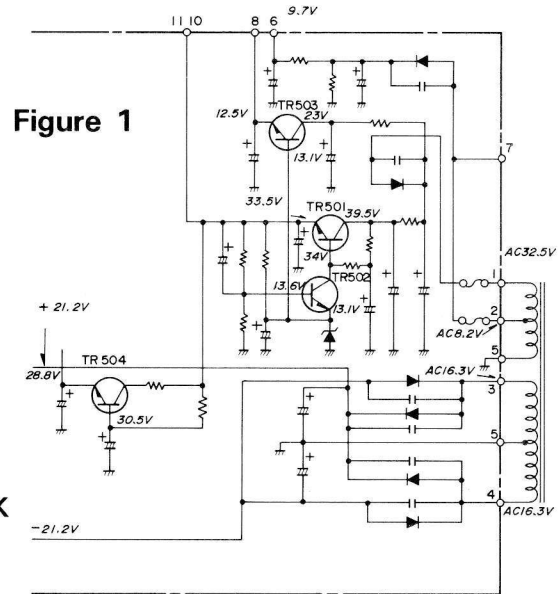 9.7V
11 10 8 6
Figure 1
TR503
12.5V 23V
+ + + +
13.1V
7
33.5V TR501 39.5V
+ + + +
34V
TR502
AC32.5V
1
13.6V 13.1V
2
AC8.2V
+ 21.2V
+
5
TR504
AC16.3V
28.8V
3
+ 30.5V
+
+
5
+
K
4
AC16.3V
-21.2V